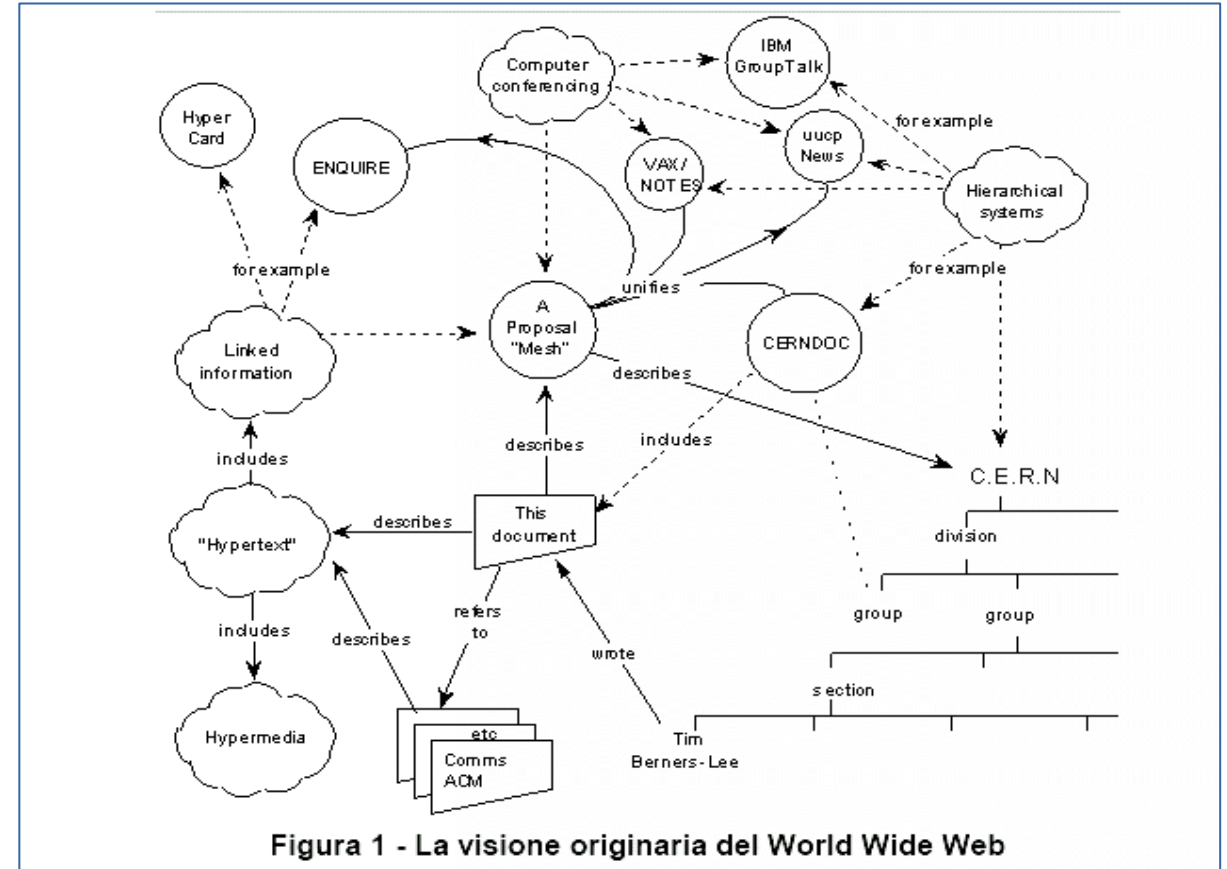 Computer
conferencing
IBM
GroupTalk
Hyper
Card
ENQUIRE
for example
uucp
News
VAX/
NOTES
Hierarchical
systems
for example
for example
unifies
A
Proposal
"Mesh"
CERNDOC
Linked
information
describes
includes
describes
includes
C.E.R.N
This
document
describes
"Hypertext"
division
refers
to
group
group
includes
describes
wrote
section
Hypermedia
etc
Comms
ACM
Tim
Berners-Lee
Figura 1 - La visione originaria del World Wide Web